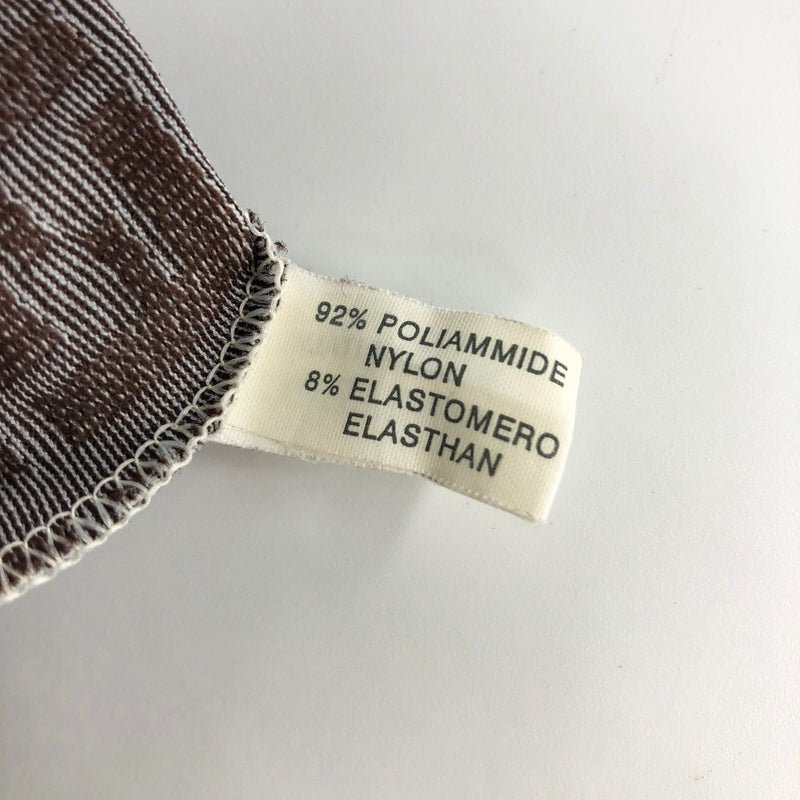 92% POLIAMMIDE
NYLON
8% ELASTOMERO
ELASTHAN